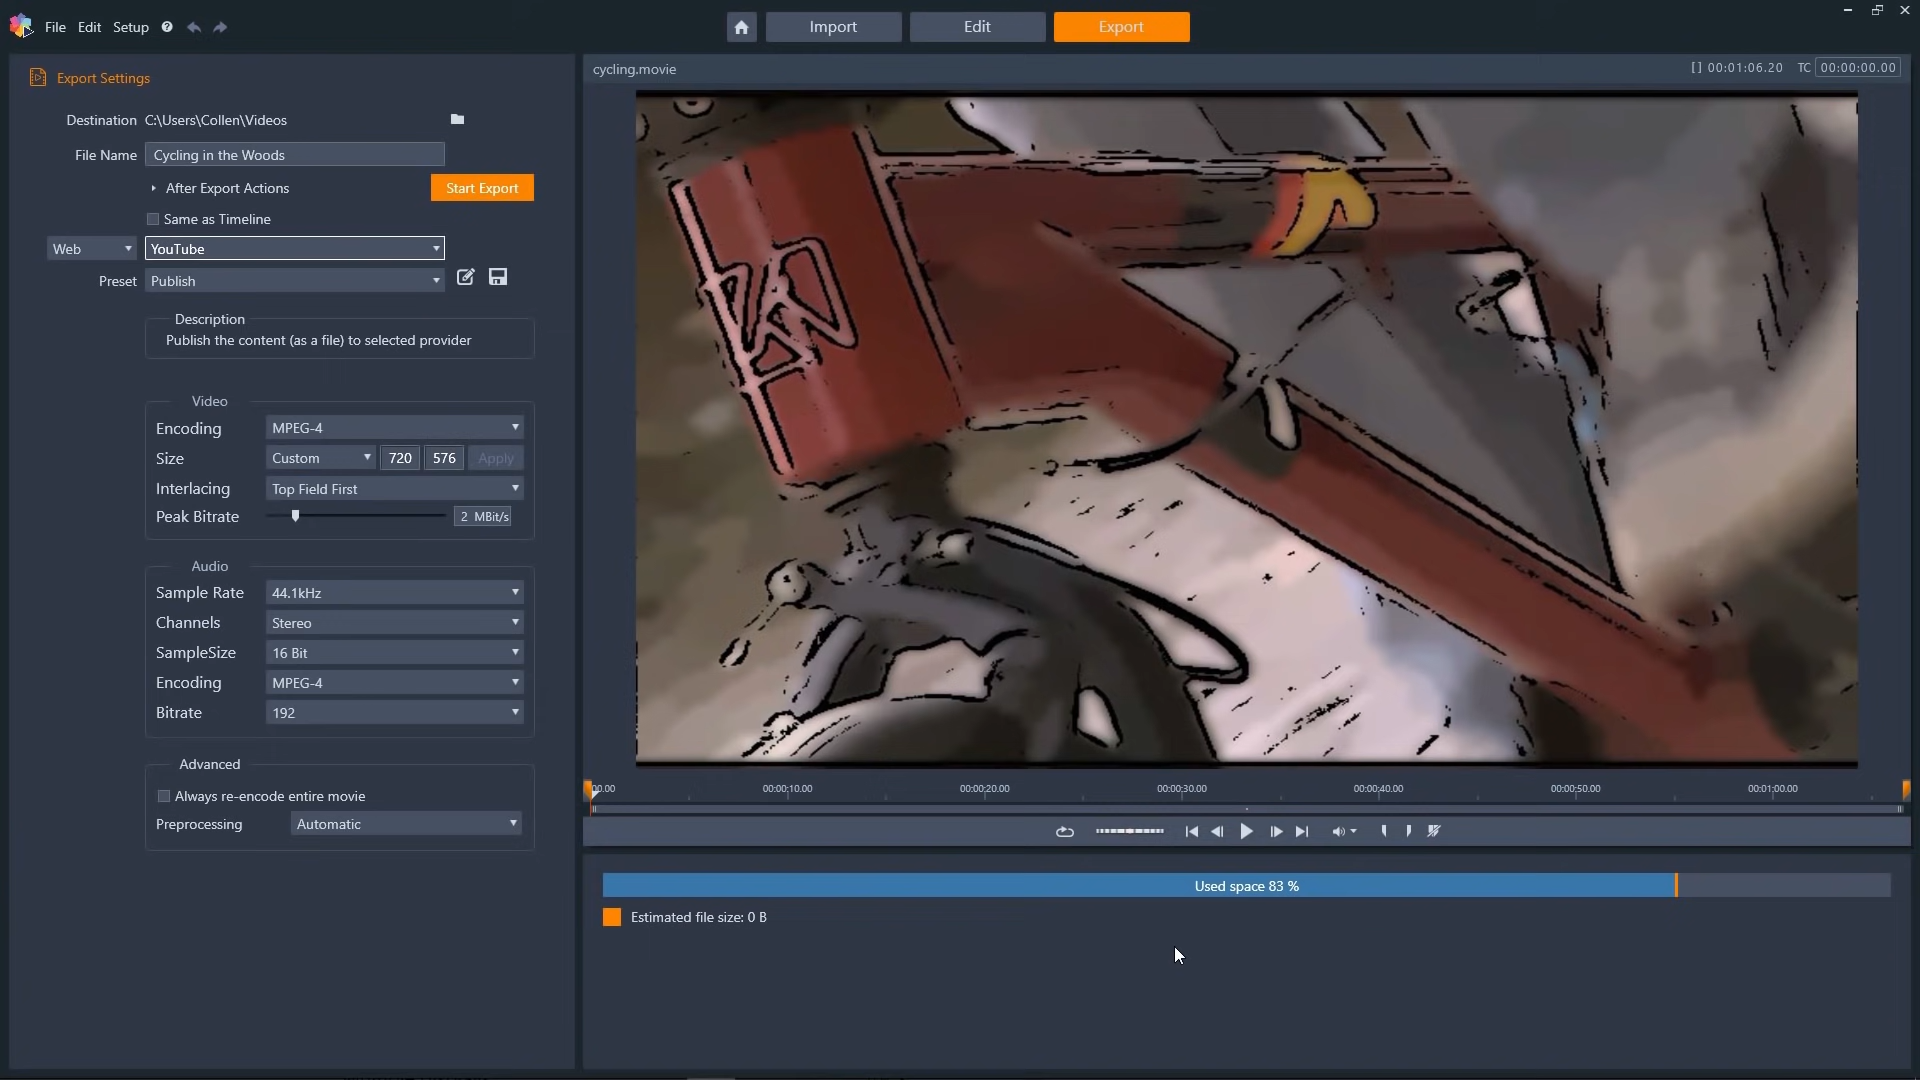 File Edit Setup ?
Import Edit Export
Export Settings
Destination C:\Users\Collen\Videos
File Name Cycling in the Woods
After Export Actions Start Export
Same as Timeline
Web YouTube
Preset Publish
Description
Publish the content (as a file) to selected provider
Video
Encoding MPEG-4
Size Custom 720 576 Apply
Interlacing Top Field First
Peak Bitrate 2 MBit/s
Audio
Sample Rate 44.1kHz
Channels Stereo
SampleSize 16 Bit
Encoding MPEG-4
Bitrate 192
Advanced
Always re-encode entire movie
Preprocessing Automatic
cycling.movie [] 00:01:06.20 TC 00:00:00.00
00.00 00:00:10.00 00:00:20.00 00:00:30.00 00:00:40.00 00:00:50.00 00:01:00.00
Used space 83 %
Estimated file size: 0 B